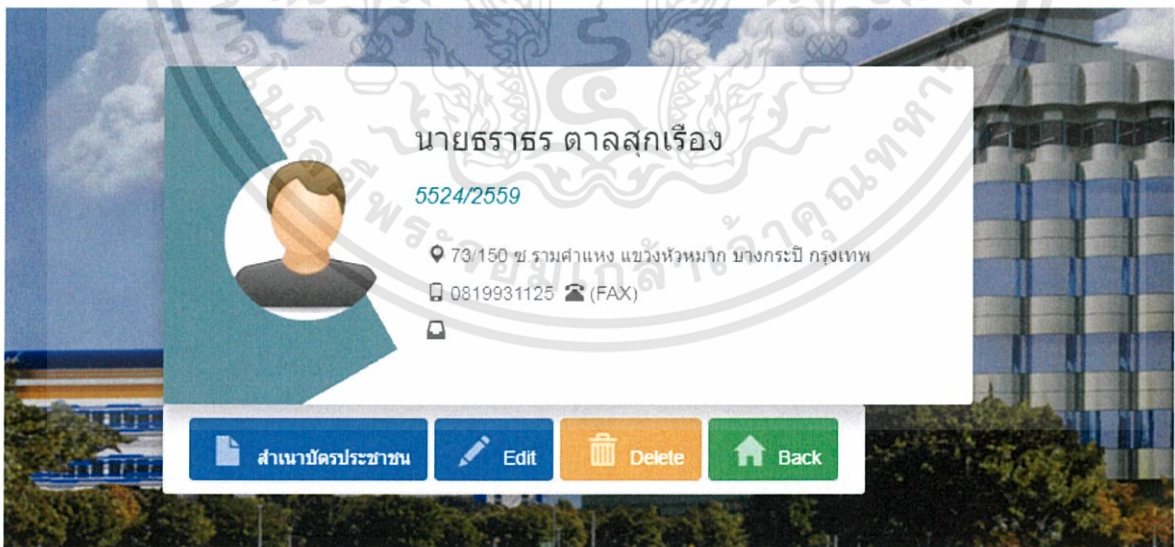 นายธราธร ตาลสุกเรือง
5524/2559
73/150 ซ.รามคำแหง แขวงหัวหมาก บางกะปิ กรุงเทพ
0819931125 (FAX)
สำเนาบัตรประชาชน Edit Delete Back